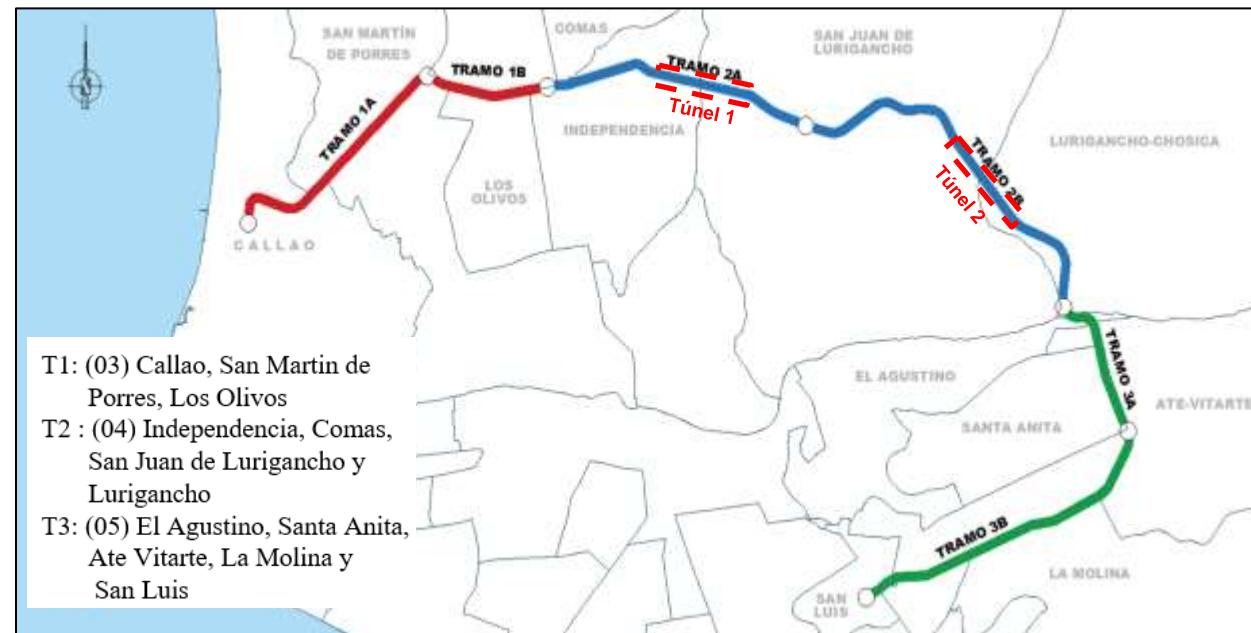 SAN MARTÍN
DE PORRES
COMAS
SAN JUAN DE
LURIGANCHO
TRAMO 1B
TRAMO 2A
Túnel 1
TRAMO 1A
INDEPENDENCIA
LURIGANCHO-CHOSICA
TRAMO 2B
Túnel 2
LOS
OLIVOS
CALLAO
TRAMO 3A
EL AGUSTINO
ATE-VITARTE
SANTA ANITA
TRAMO 3B
LA MOLINA
SAN
LUIS
T1: (03) Callao, San Martin de
Porres, Los Olivos
T2 : (04) Independencia, Comas,
San Juan de Lurigancho y
Lurigancho
T3: (05) El Agustino, Santa Anita,
Ate Vitarte, La Molina y
San Luis